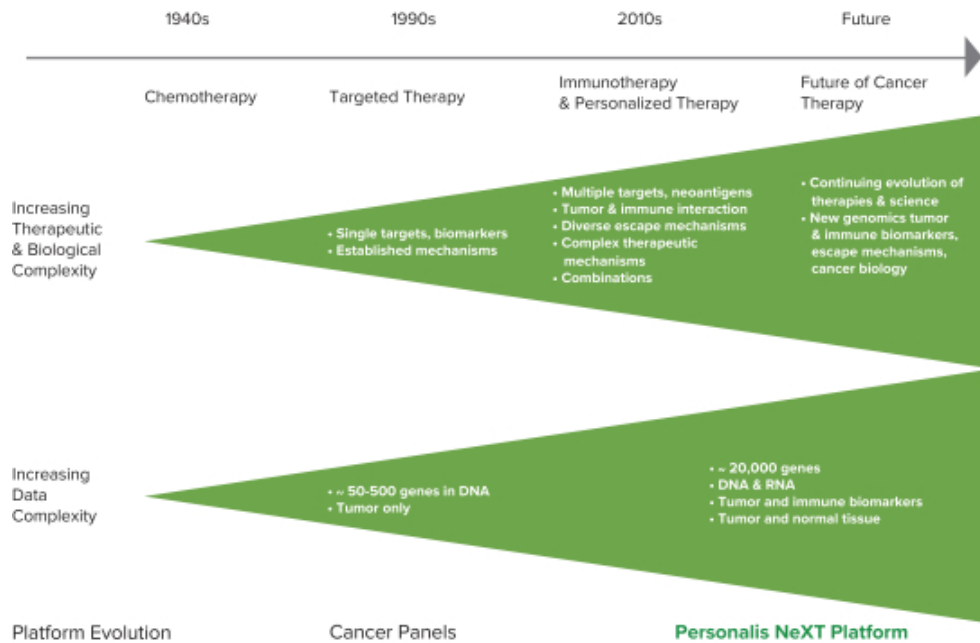 1940s 1990s 2010s Future
Chemotherapy
Targeted Therapy
Immunotherapy
& Personalized Therapy
Future of Cancer
Therapy
Increasing
Therapeutic
& Biological
Complexity
• Single targets, biomarkers
• Established mechanisms
• Multiple targets, neoantigens
• Tumor & immune interaction
• Diverse escape mechanisms
• Complex therapeutic
mechanisms
• Combinations
• Continuing evolution of
therapies & science
• New genomics tumor
& immune biomarkers,
escape mechanisms,
cancer biology
Increasing
Data
Complexity
• ~ 50-500 genes in DNA
• Tumor only
• ~ 20,000 genes
• DNA & RNA
• Tumor and immune biomarkers
• Tumor and normal tissue
Platform Evolution Cancer Panels Personalis NeXT Platform